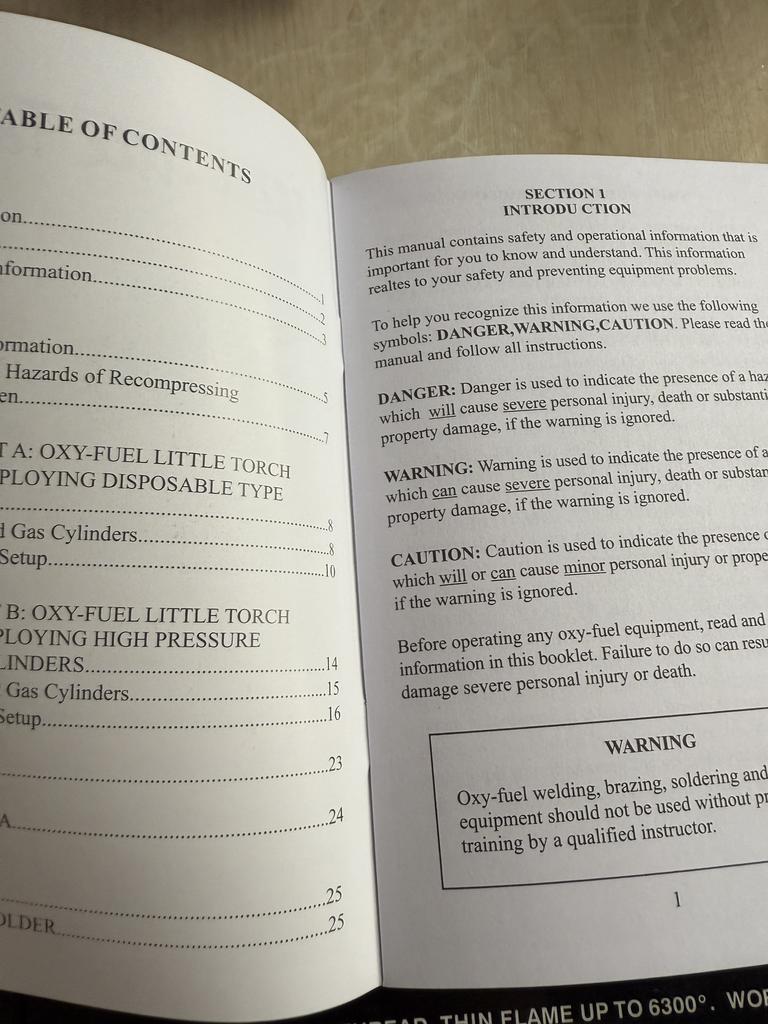 TABLE OF CONTENTS
on..........1
..........2
nformation..........3
ormation..........5
Hazards of Recompressing
en..........7
T A: OXY-FUEL LITTLE TORCH
PLOYING DISPOSABLE TYPE
..........8
d Gas Cylinders..........8
Setup..........10
T B: OXY-FUEL LITTLE TORCH
PLOYING HIGH PRESSURE
LINDERS..........14
Gas Cylinders..........15
Setup..........16
..........23
A..........24
..........25
OLDER..........25
SECTION 1
INTRODU CTION
This manual contains safety and operational information that is
important for you to know and understand. This information
realtes to your safety and preventing equipment problems.
To help you recognize this information we use the following
symbols: DANGER,WARNING,CAUTION. Please read the
manual and follow all instructions.
DANGER: Danger is used to indicate the presence of a haz
which will cause severe personal injury, death or substanti
property damage, if the warning is ignored.
WARNING: Warning is used to indicate the presence of a
which can cause severe personal injury, death or substan
property damage, if the warning is ignored.
CAUTION: Caution is used to indicate the presence o
which will or can cause minor personal injury or prope
if the warning is ignored.
Before operating any oxy-fuel equipment, read and
information in this booklet. Failure to do so can resu
damage severe personal injury or death.
WARNING
Oxy-fuel welding, brazing, soldering and
equipment should not be used without pr
training by a qualified instructor.
1
THIN FLAME UP TO 6300°. WOR